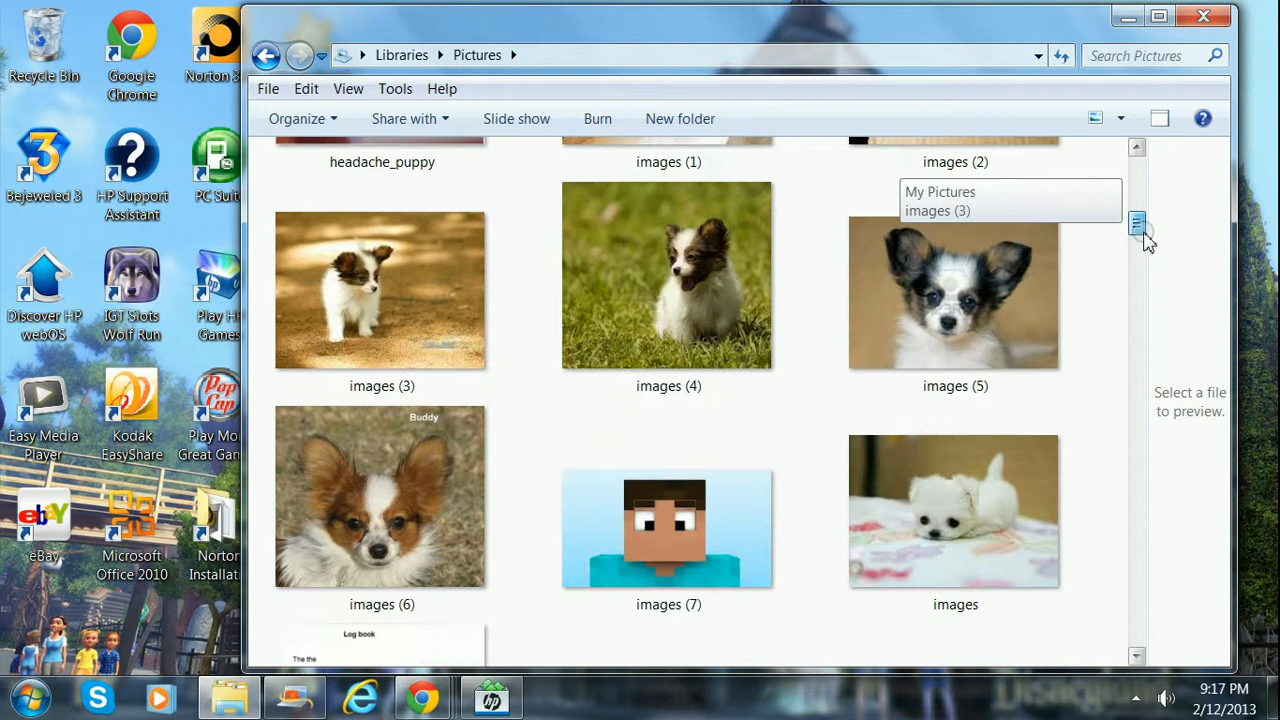 Recycle Bin
Google
Chrome
Norton 3
Bejeweled 3
HP Support
Assistant
PC Suit
Discover HP
webOS
IGT Slots
Wolf Run
Play H
Games
Easy Media
Player
Kodak
EasyShare
Pop
Cap
Play Mo
Great Gam
ebY
eBay
Microsoft
Office 2010
Norton
Installat
Libraries
Pictures
Search Pictures
File Edit View Tools Help
Organize Share with Slide show Burn New folder
headache_puppy
images (1)
images (2)
My Pictures
images (3)
images (3)
images (4)
images (5)
Select a file
to preview.
Buddy
images (6)
images (7)
images
Log book
The the
hp
9:17 PM
2/12/2013